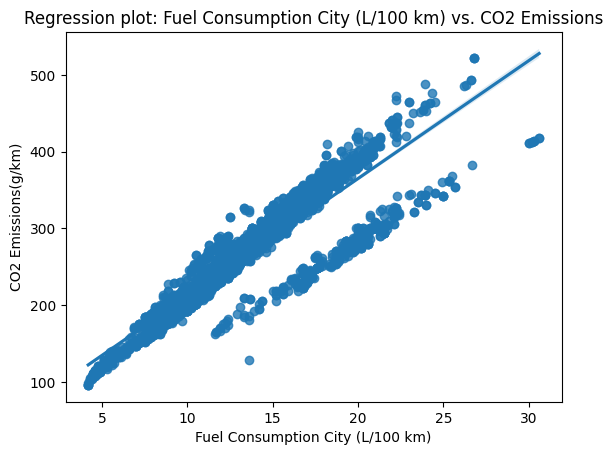 Regression plot: Fuel Consumption City (L/100 km) vs. CO2 Emissions
500
400
300
200
100
CO2 Emissions(g/km)
5 10 15 20 25 30
Fuel Consumption City (L/100 km)